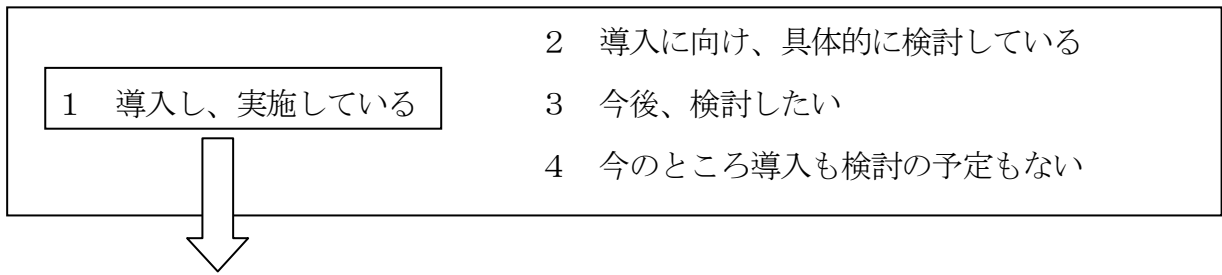 1 導入し、実施している
2 導入に向け、具体的に検討している
3 今後、検討したい
4 今のところ導入も検討の予定もない